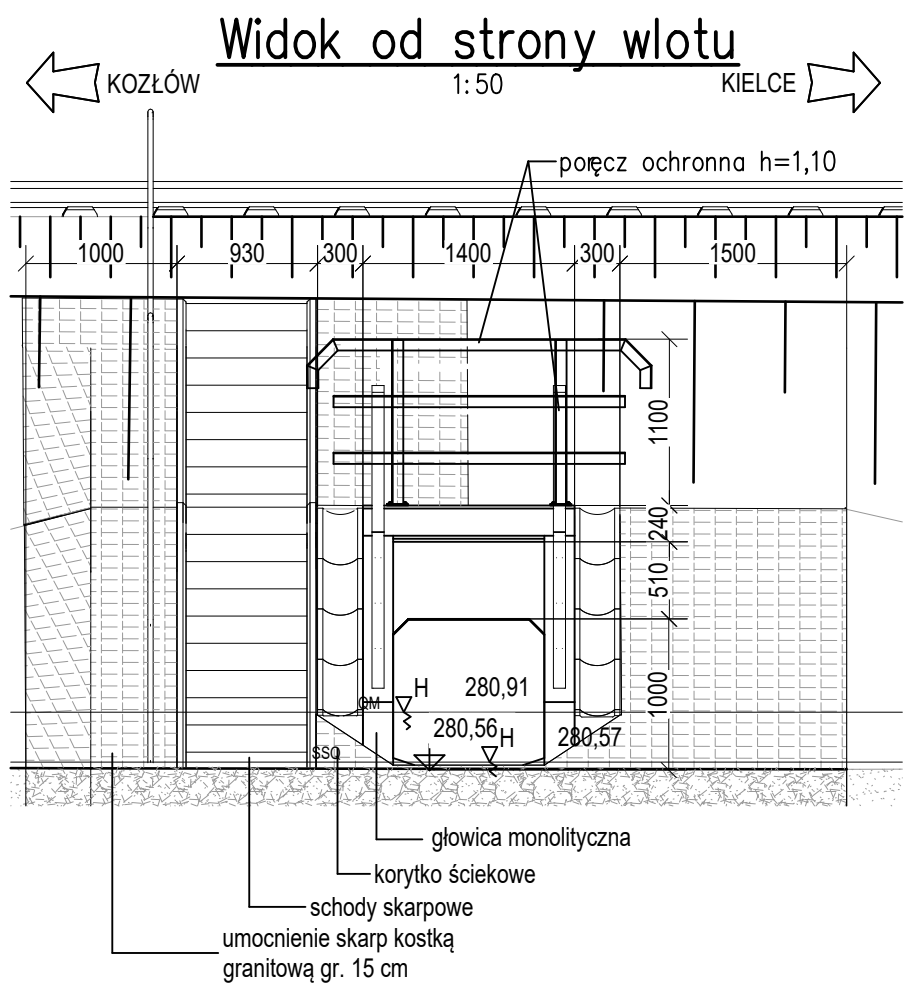 Widok od strony wlotu
1:50
KOZŁÓW
KIELCE
poręcz ochronna h=1,10
1000
930
300
1400
300
1500
1100
240
510
1000
H
280,91
QM
280,56
H
280,57
SSQ
głowica monolityczna
korytko ściekowe
schody skarpowe
umocnienie skarp kostką
granitową gr. 15 cm